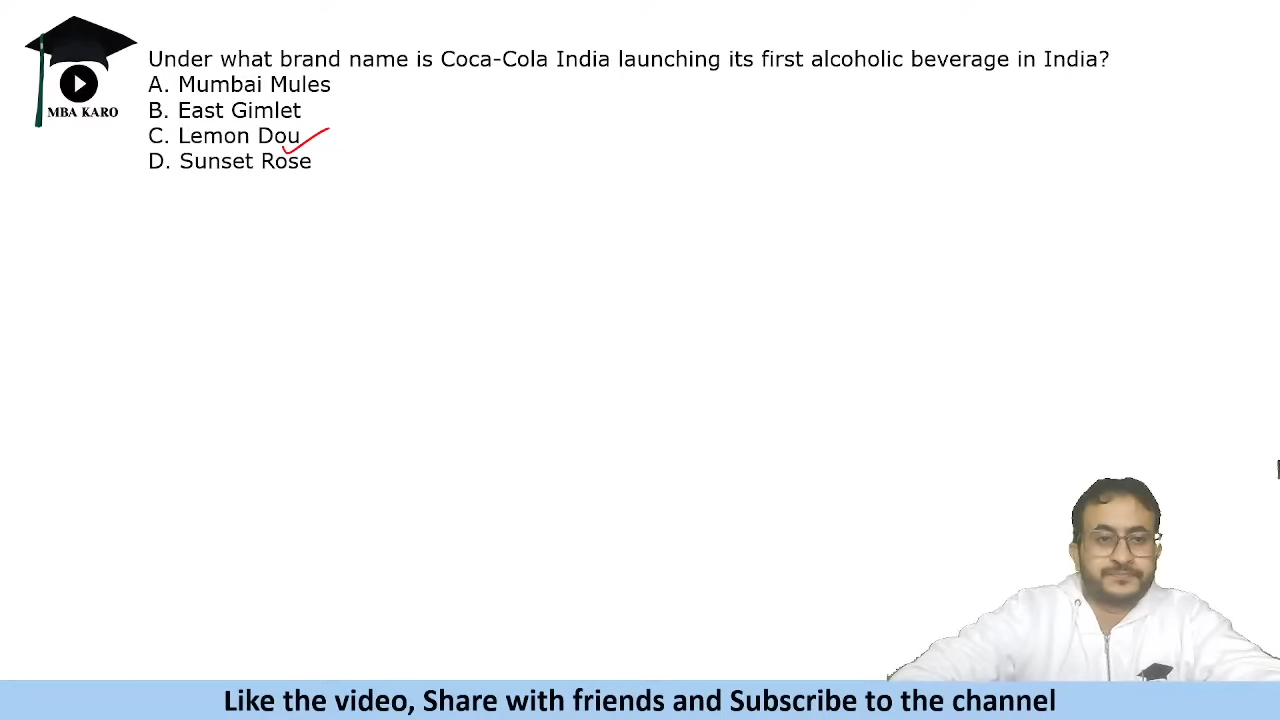 MBA KARO
Under what brand name is Coca-Cola India launching its first alcoholic beverage in India?
A. Mumbai Mules
B. East Gimlet
C. Lemon Dou
D. Sunset Rose
Like the video, Share with friends and Subscribe to the channel